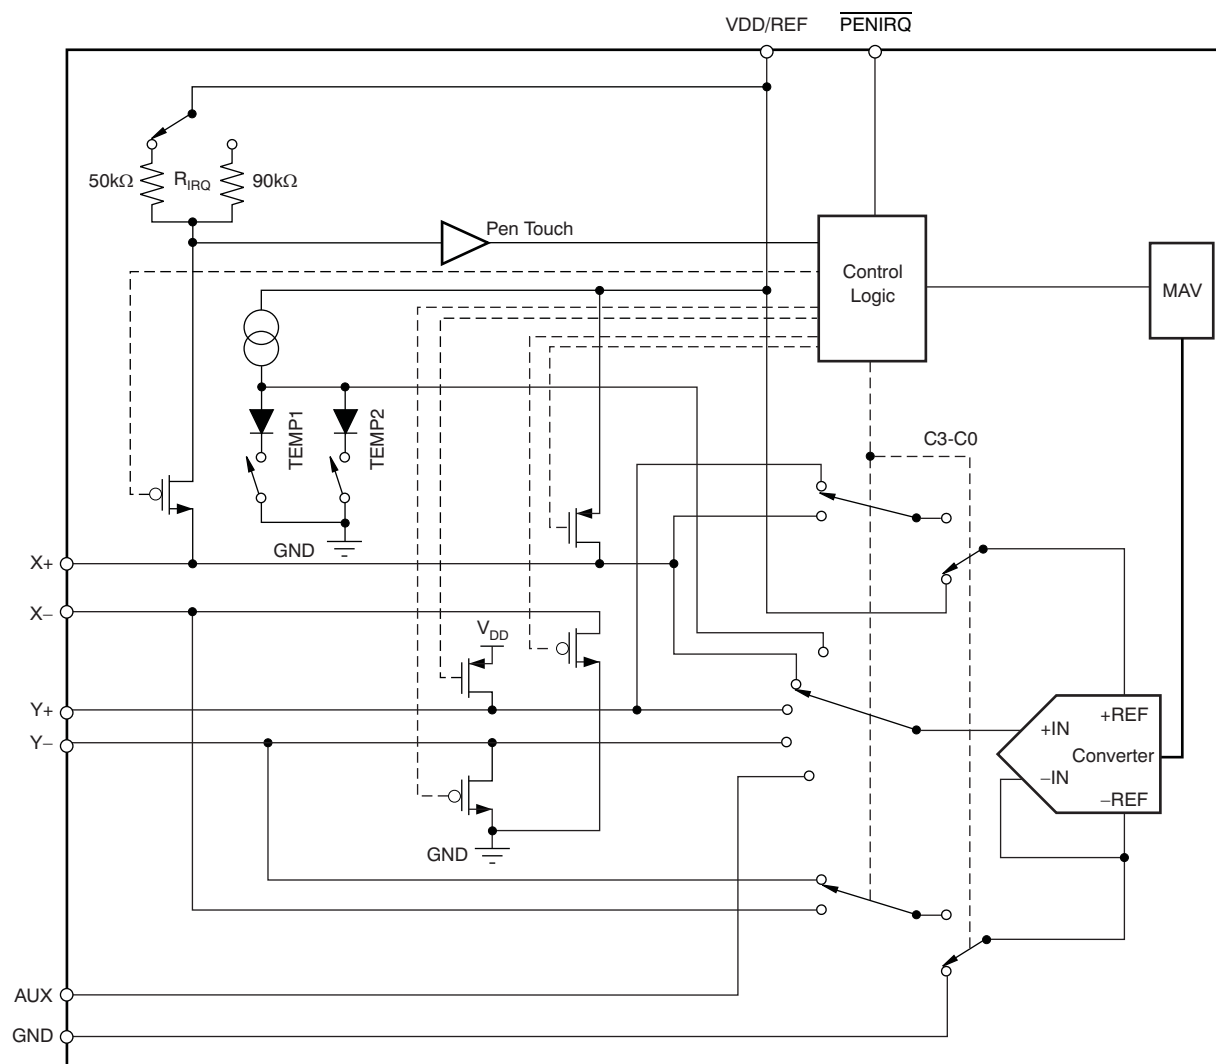 VDD/REF
PENIRQ
50kΩ
RIRQ
90kΩ
Pen Touch
Control
Logic
MAV
TEMP1
TEMP2
C3-C0
GND
X+
X−
VDD
Y+
Y−
+IN
+REF
Converter
−IN
−REF
GND
AUX
GND